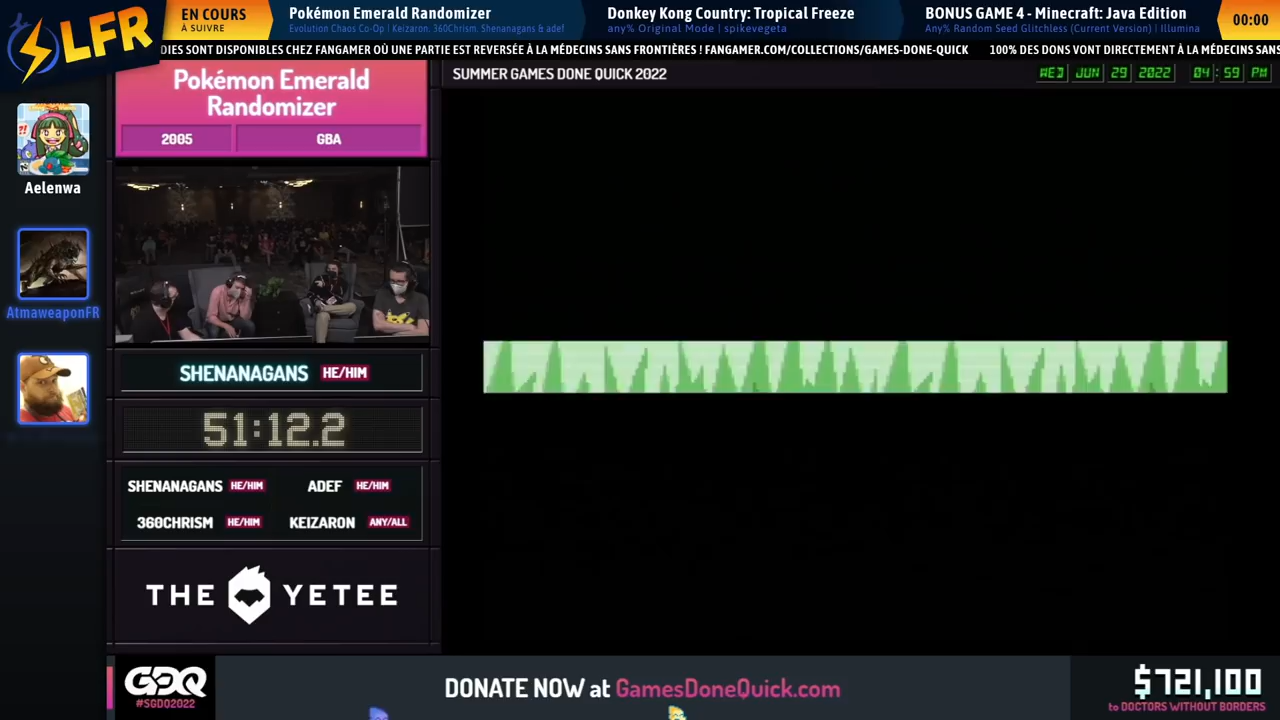 LFR
EN COURS
À SUIVRE
Pokémon Emerald Randomizer
Evolution Chaos Co-Op | Keizaron, 360Chrism, Shenanagans & adef
Donkey Kong Country: Tropical Freeze
any% Original Mode | spikevegeta
BONUS GAME 4 - Minecraft: Java Edition
Any% Random Seed Glitchless (Current Version) | Illumina
00:00
DIES SONT DISPONIBLES CHEZ FANGAMER OÙ UNE PARTIE EST REVERSÉE À LA MÉDECINS SANS FRONTIÈRES ! FANGAMER.COM/COLLECTIONS/GAMES-DONE-QUICK 100% DES DONS VONT DIRECTEMENT À LA MÉDECINS SANS
Pokémon Emerald
Randomizer
2005 GBA
SUMMER GAMES DONE QUICK 2022
WED JUN 29 2022 04:59 PM
Aelenwa
AtmaweaponFR
SHENANAGANS HE/HIM
51:12.2
SHENANAGANS HE/HIM ADEF HE/HIM
360CHRISM HE/HIM KEIZARON ANY/ALL
THE YETEE
GDQ
#SGDQ2022
DONATE NOW at GamesDoneQuick.com
$721,100
to DOCTORS WITHOUT BORDERS